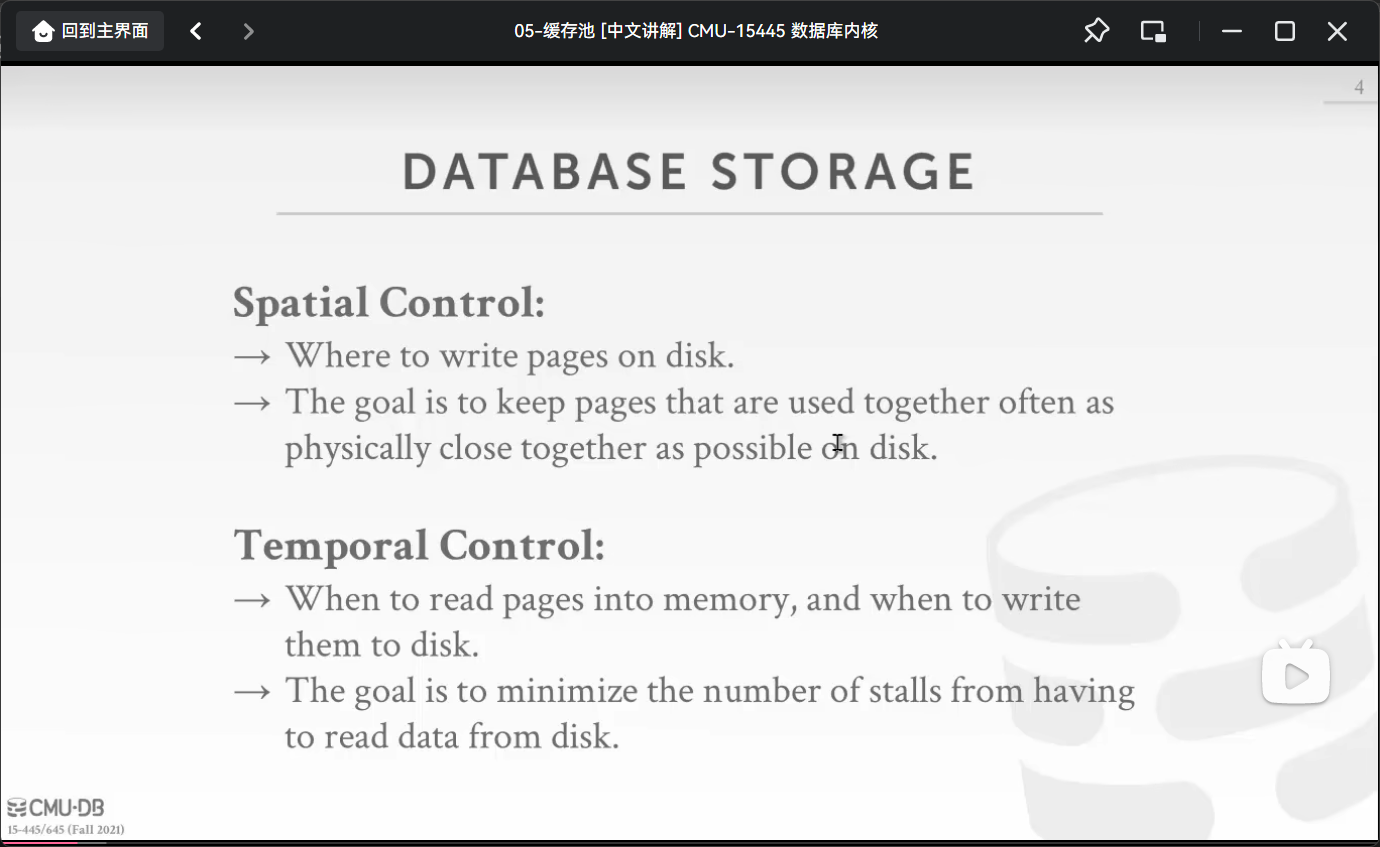 回到主界面
05-缓存池 [中文讲解] CMU-15445 数据库内核
4
DATABASE STORAGE
Spatial Control:
→ Where to write pages on disk.
→ The goal is to keep pages that are used together often as
physically close together as possible on disk.
Temporal Control:
→ When to read pages into memory, and when to write
them to disk.
→ The goal is to minimize the number of stalls from having
to read data from disk.
CMU·DB
15-445/645 (Fall 2021)